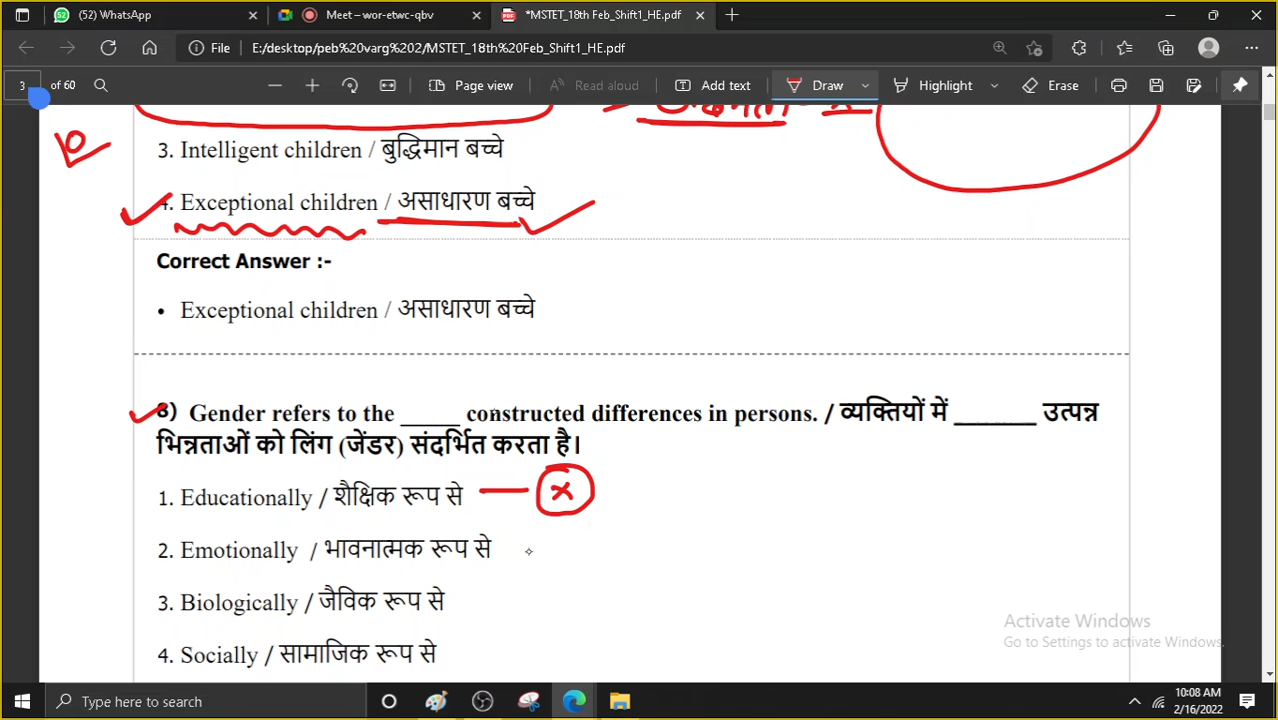 (52) WhatsApp
Meet – wor-etwc-qbv
*MSTET_18th Feb_Shift1_HE.pdf
File
E:/desktop/peb%20varg%202/MSTET_18th%20Feb_Shift1_HE.pdf
3
of 60
Page view
Read aloud
Add text
Draw
Highlight
Erase
3. Intelligent children / बुद्धिमान बच्चे
4. Exceptional children / असाधारण बच्चे
Correct Answer :-
• Exceptional children / असाधारण बच्चे
8) Gender refers to the _____ constructed differences in persons. / व्यक्तियों में _______ उत्पन्न
भिन्नताओं को लिंग (जेंडर) संदर्भित करता है।
1. Educationally / शैक्षिक रूप से
2. Emotionally / भावनात्मक रूप से
3. Biologically / जैविक रूप से
4. Socially / सामाजिक रूप से
Activate Windows
Go to Settings to activate Windows.
Type here to search
10:08 AM
2/16/2022